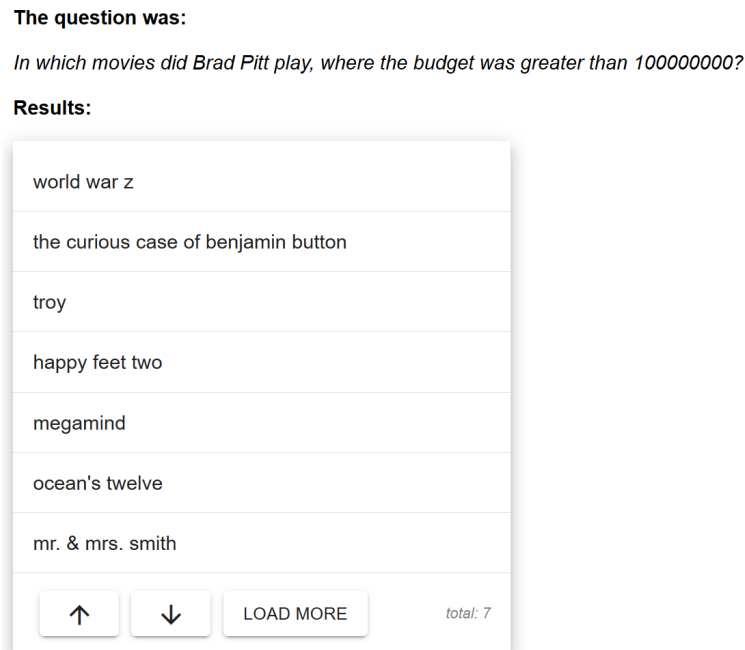 The question was:
In which movies did Brad Pitt play, where the budget was greater than 100000000?
Results:
world war z
the curious case of benjamin button
troy
happy feet two
megamind
ocean's twelve
mr. & mrs. smith
LOAD MORE total: 7